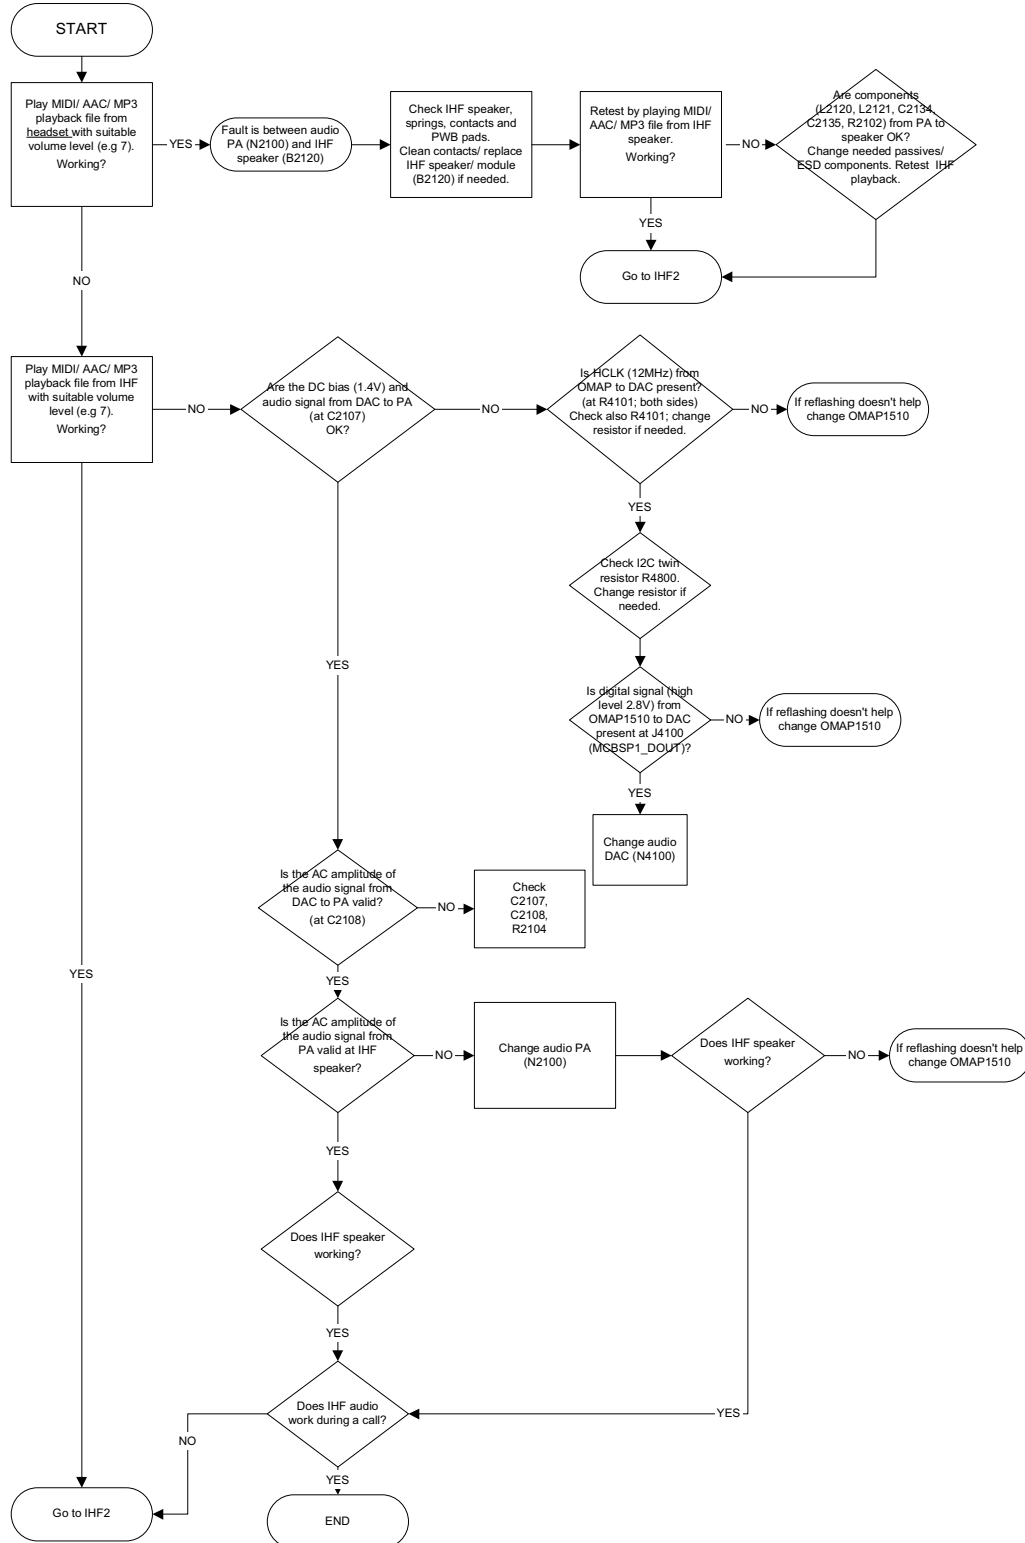 START
Play MIDI/ AAC/ MP3
playback file from
headset with suitable
volume level (e.g 7).
Working?
YES
Fault is between audio
PA (N2100) and IHF
speaker (B2120)
Check IHF speaker,
springs, contacts and
PWB pads.
Clean contacts/ replace
IHF speaker/ module
(B2120) if needed.
Retest by playing MIDI/
AAC/ MP3 file from IHF
speaker.
Working?
NO
Are components
(L2120, L2121, C2134,
C2135, R2102) from PA to
speaker OK?
Change needed passives/
ESD components. Retest IHF
playback.
YES
Go to IHF2
NO
Play MIDI/ AAC/ MP3
playback file from IHF
with suitable volume
level (e.g 7).
Working?
NO
Are the DC bias (1.4V) and
audio signal from DAC to PA
(at C2107)
OK?
NO
Is HCLK (12MHz) from
OMAP to DAC present?
(at R4101; both sides)
Check also R4101; change
resistor if needed.
NO
If reflashing doesn't help
change OMAP1510
YES
Check I2C twin
resistor R4800.
Change resistor if
needed.
YES
Is digital signal (high
level 2.8V) from
OMAP1510 to DAC
present at J4100
(MCBSP1_DOUT)?
NO
If reflashing doesn't help
change OMAP1510
YES
Change audio
DAC (N4100)
Is the AC amplitude of
the audio signal from
DAC to PA valid?
(at C2108)
NO
Check
C2107,
C2108,
R2104
YES
YES
Is the AC amplitude of
the audio signal from
PA valid at IHF
speaker?
NO
Change audio PA
(N2100)
Does IHF speaker
working?
NO
If reflashing doesn't help
change OMAP1510
YES
Does IHF speaker
working?
YES
Does IHF audio
work during a call?
YES
NO
YES
Go to IHF2
END